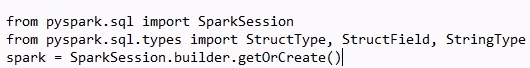 from pyspark.sql import SparkSession
from pyspark.sql.types import StructType, StructField, StringType
spark = SparkSession.builder.getOrCreate()